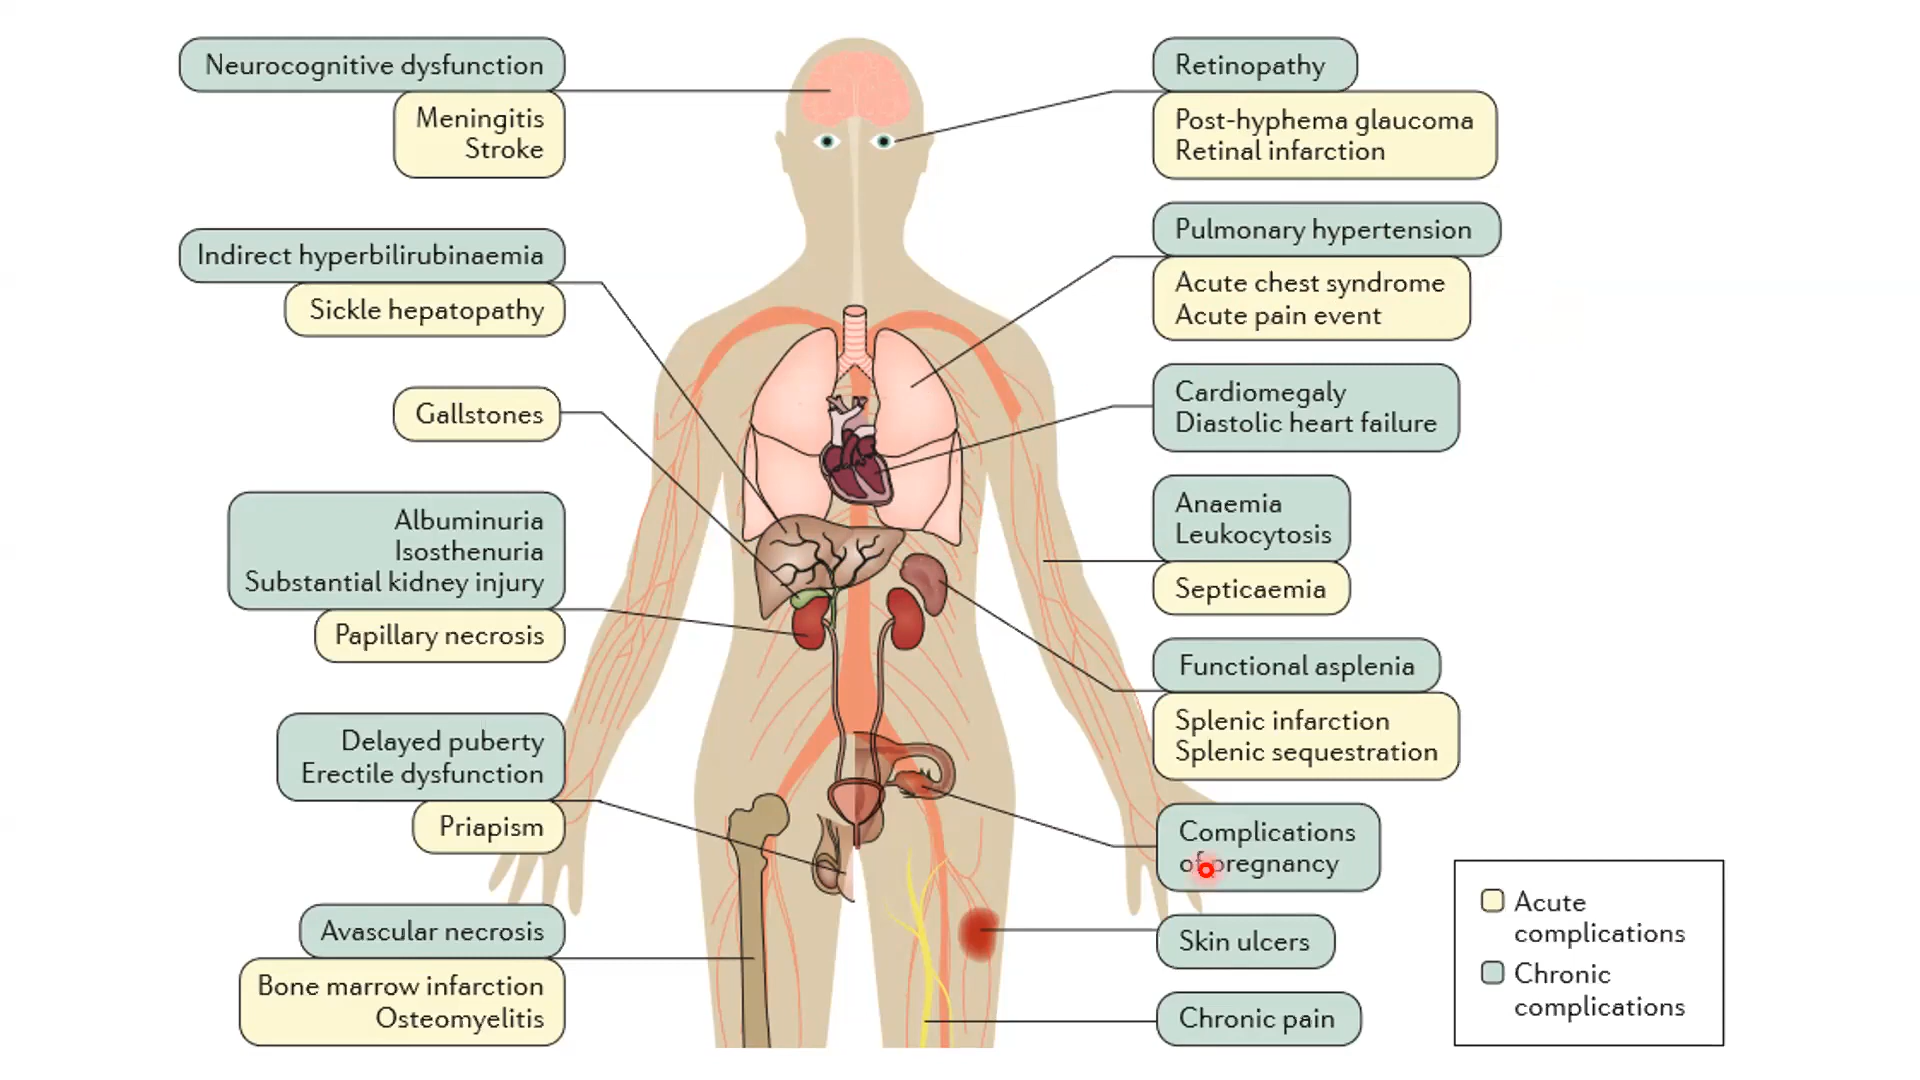 Neurocognitive dysfunction
Meningitis
Stroke
Indirect hyperbilirubinaemia
Sickle hepatopathy
Gallstones
Albuminuria
Isosthenuria
Substantial kidney injury
Papillary necrosis
Delayed puberty
Erectile dysfunction
Priapism
Avascular necrosis
Bone marrow infarction
Osteomyelitis
Retinopathy
Post-hyphema glaucoma
Retinal infarction
Pulmonary hypertension
Acute chest syndrome
Acute pain event
Cardiomegaly
Diastolic heart failure
Anaemia
Leukocytosis
Septicaemia
Functional asplenia
Splenic infarction
Splenic sequestration
Complications
of pregnancy
Skin ulcers
Chronic pain
Acute
complications
Chronic
complications